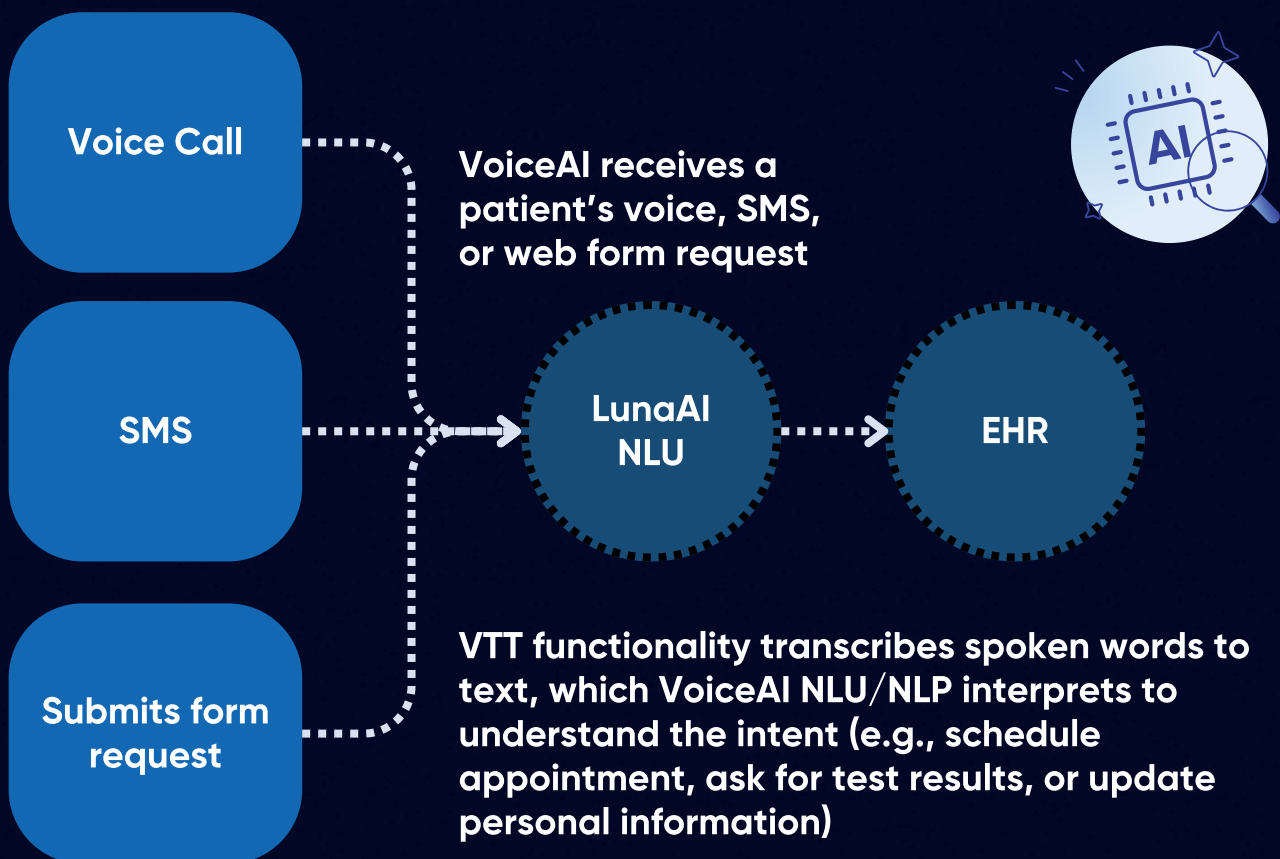 Voice Call
VoiceAI receives a
patient's voice, SMS,
or web form request
AI
SMS
LunaAI
NLU
EHR
Submits form
request
VTT functionality transcribes spoken words to
text, which VoiceAI NLU/NLP interprets to
understand the intent (e.g., schedule
appointment, ask for test results, or update
personal information)